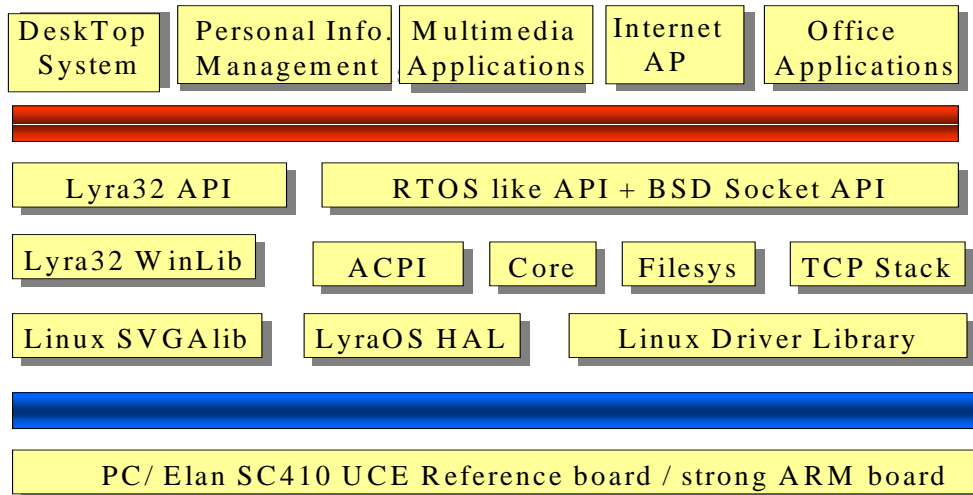 DeskTop
System
Personal Info.
Management
Multimedia
Applications
Internet
AP
Office
Applications
Lyra32 API
RTOS like API + BSD Socket API
Lyra32 WinLib
ACPI
Core
Filesys
TCP Stack
Linux SVGAlib
LyraOS HAL
Linux Driver Library
PC/ Elan SC410 UCE Reference board / strong ARM board